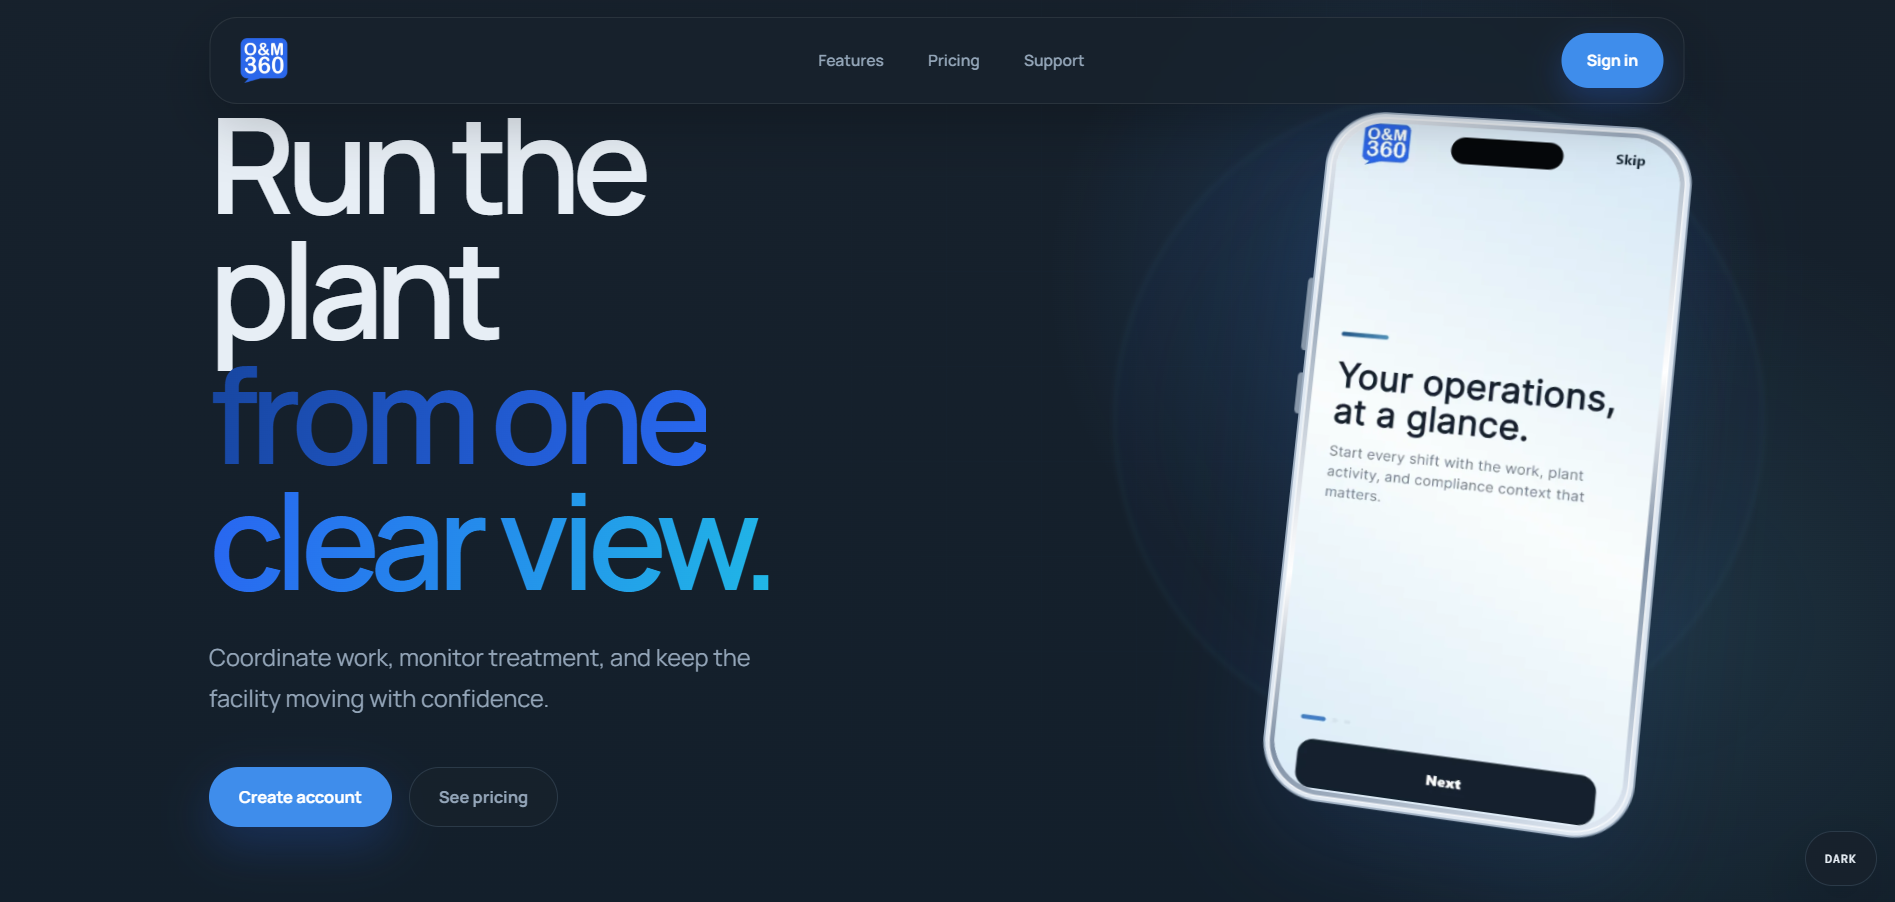 O&M
360
Features
Pricing
Support
Sign in
Run the
plant
from one
clear view.
Coordinate work, monitor treatment, and keep the
facility moving with confidence.
Create account
See pricing
O&M
360
Skip
Your operations,
at a glance.
Start every shift with the work, plant
activity, and compliance context that
matters.
Next
DARK